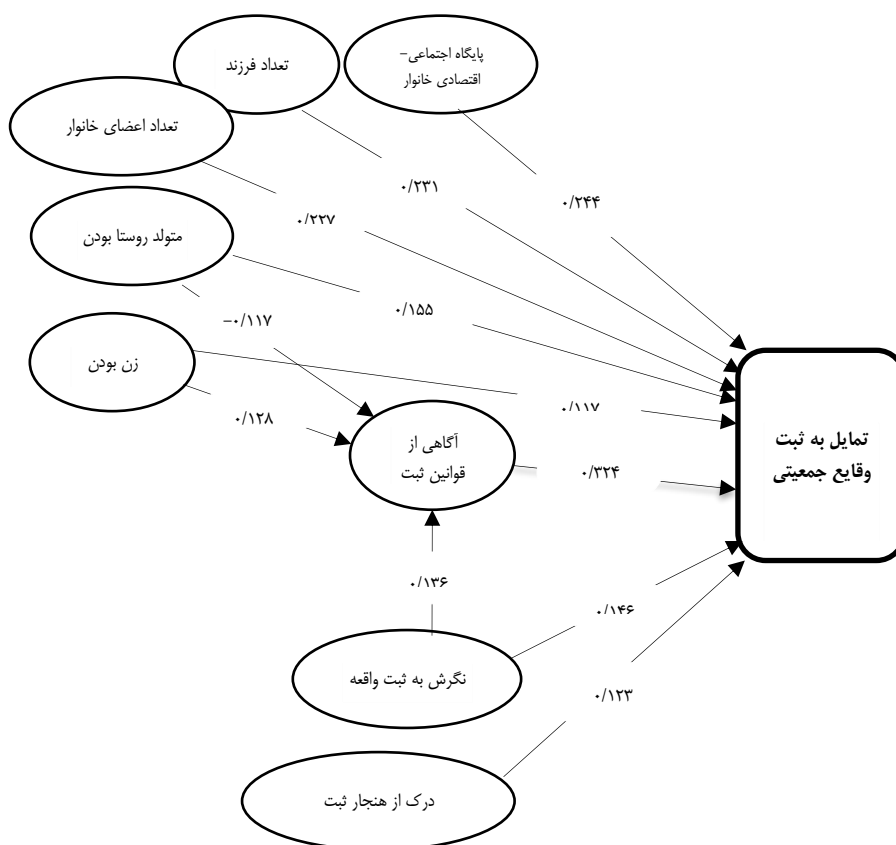 پایگاه اجتماعی-
اقتصادی خانوار
تعداد فرزند
تعداد اعضای خانوار
۰/۲۳۱
۰/۲۴۴
۰/۲۲۷
متولد روستا بودن
۰/۱۵۵
-۰/۱۱۷
زن بودن
۰/۱۱۷
۰/۱۲۸
آگاهی از
قوانین ثبت
تمایل به ثبت
وقایع جمعیتی
۰/۳۲۴
۰/۱۳۶
۰/۱۴۶
نگرش به ثبت واقعه
۰/۱۲۳
درک از هنجار ثبت